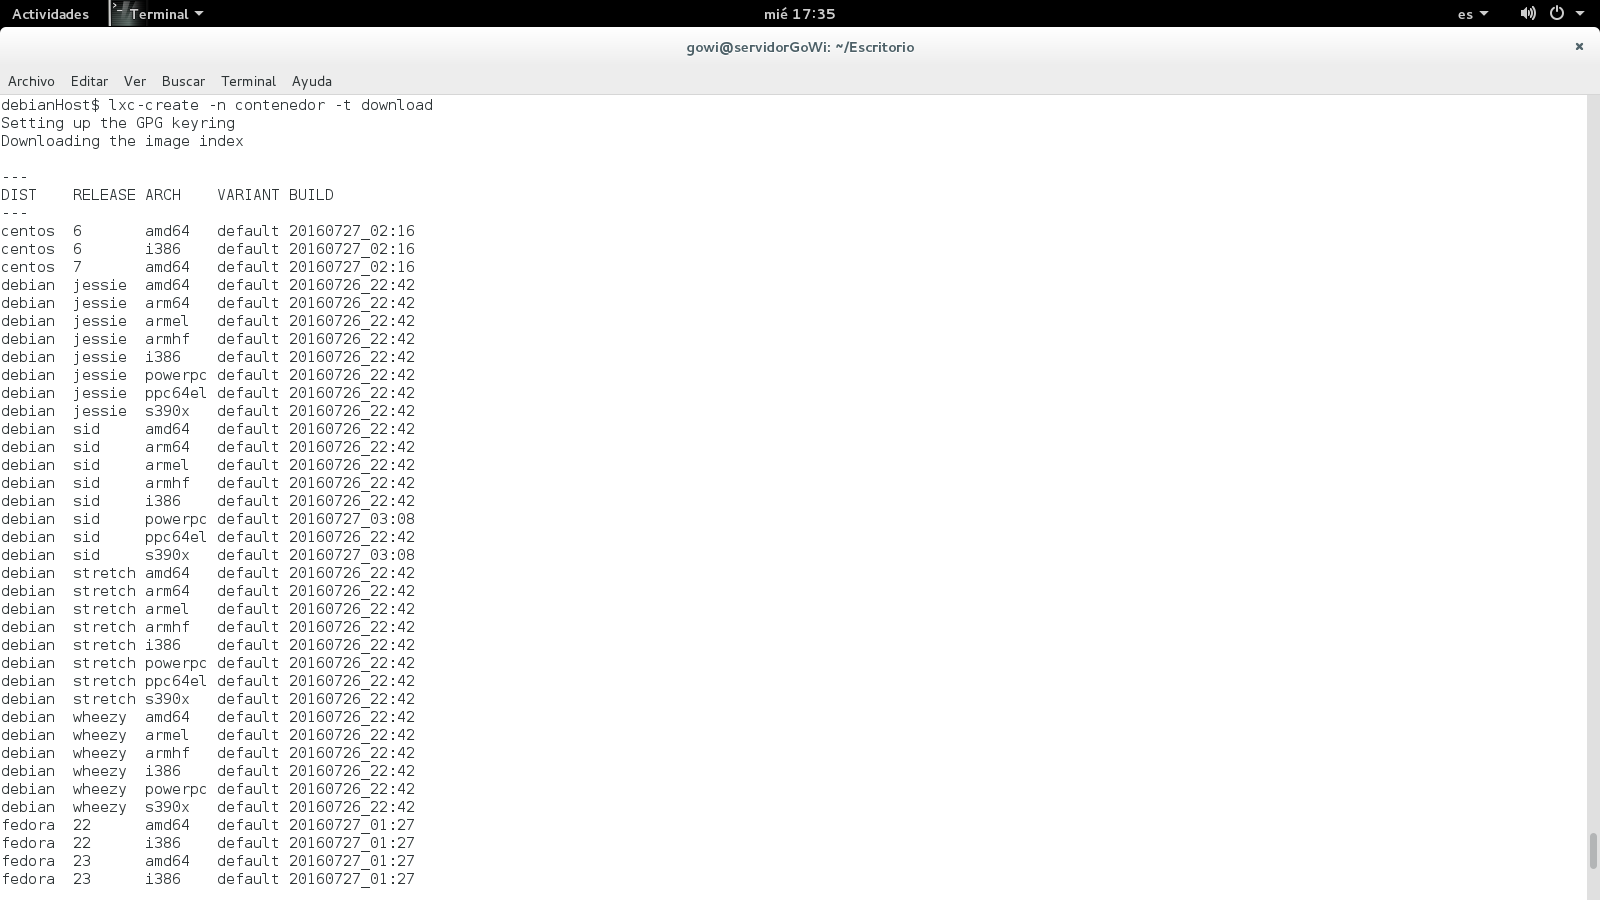 Actividades Terminal mié 17:35 es
gowi@servidorGoWi: ~/Escritorio
Archivo Editar Ver Buscar Terminal Ayuda
debianHost$ lxc-create -n contenedor -t download
Setting up the GPG keyring
Downloading the image index
---
DIST RELEASE ARCH VARIANT BUILD
---
centos 6 amd64 default 20160727_02:16
centos 6 i386 default 20160727_02:16
centos 7 amd64 default 20160727_02:16
debian jessie amd64 default 20160726_22:42
debian jessie arm64 default 20160726_22:42
debian jessie armel default 20160726_22:42
debian jessie armhf default 20160726_22:42
debian jessie i386 default 20160726_22:42
debian jessie powerpc default 20160726_22:42
debian jessie ppc64el default 20160726_22:42
debian jessie s390x default 20160726_22:42
debian sid amd64 default 20160726_22:42
debian sid arm64 default 20160726_22:42
debian sid armel default 20160726_22:42
debian sid armhf default 20160726_22:42
debian sid i386 default 20160726_22:42
debian sid powerpc default 20160727_03:08
debian sid ppc64el default 20160726_22:42
debian sid s390x default 20160727_03:08
debian stretch amd64 default 20160726_22:42
debian stretch arm64 default 20160726_22:42
debian stretch armel default 20160726_22:42
debian stretch armhf default 20160726_22:42
debian stretch i386 default 20160726_22:42
debian stretch powerpc default 20160726_22:42
debian stretch ppc64el default 20160726_22:42
debian stretch s390x default 20160726_22:42
debian wheezy amd64 default 20160726_22:42
debian wheezy armel default 20160726_22:42
debian wheezy armhf default 20160726_22:42
debian wheezy i386 default 20160726_22:42
debian wheezy powerpc default 20160726_22:42
debian wheezy s390x default 20160726_22:42
fedora 22 amd64 default 20160727_01:27
fedora 22 i386 default 20160727_01:27
fedora 23 amd64 default 20160727_01:27
fedora 23 i386 default 20160727_01:27